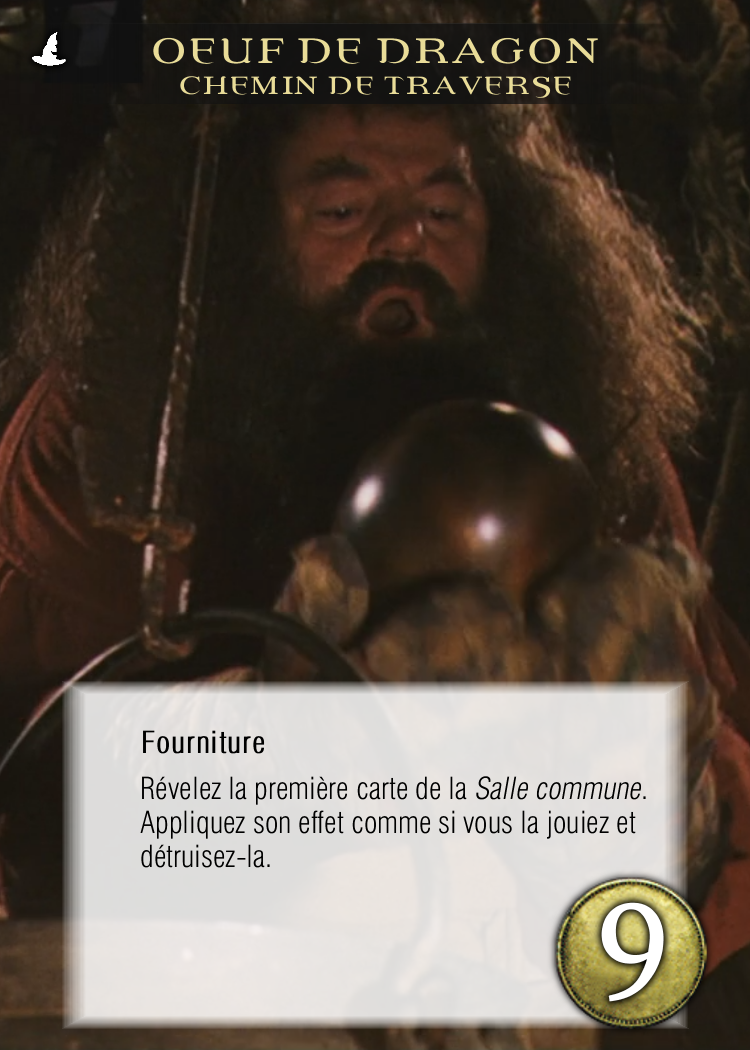 OEUF DE DRAGON
CHEMIN DE TRAVERSE
Fourniture
Révelez la première carte de la Salle commune.
Appliquez son effet comme si vous la jouiez et
détruisez-la.
9